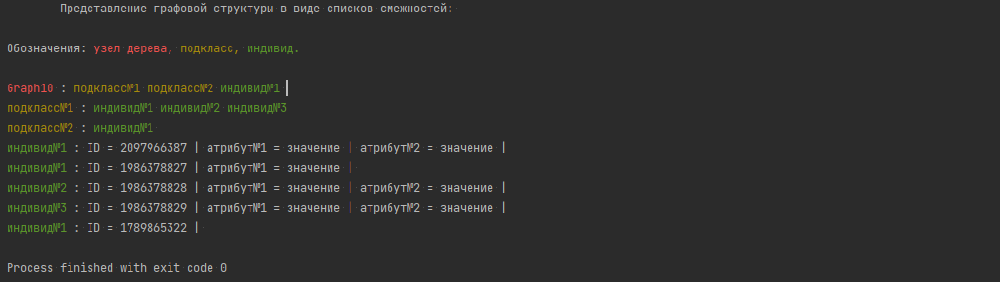 —— —— Представление графовой структуры в виде списков смежностей:
Обозначения: узел дерева, подкласс, индивид.
Graph10 : подкласс№1 подкласс№2 индивид№1
подкласс№1 : индивид№1 индивид№2 индивид№3
подкласс№2 : индивид№1
индивид№1 : ID = 2097966387 | атрибут№1 = значение | атрибут№2 = значение |
индивид№1 : ID = 1986378827 | атрибут№1 = значение |
индивид№2 : ID = 1986378828 | атрибут№1 = значение | атрибут№2 = значение |
индивид№3 : ID = 1986378829 | атрибут№1 = значение | атрибут№2 = значение |
индивид№1 : ID = 1789865322 |
Process finished with exit code 0